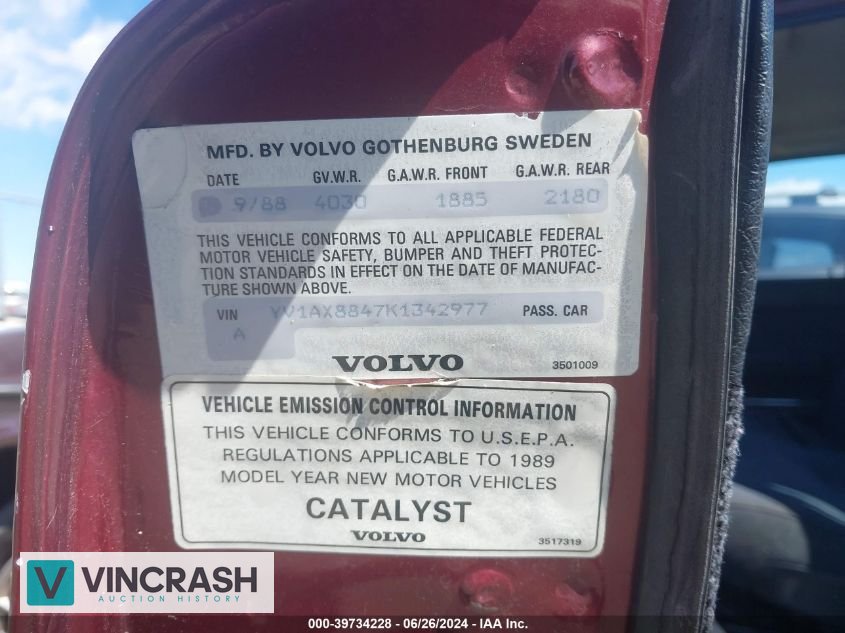 MFD. BY VOLVO GOTHENBURG SWEDEN
DATE GV.W.R. G.A.W.R. FRONT G.A.W.R. REAR
9/88 4030 1885 2180
THIS VEHICLE CONFORMS TO ALL APPLICABLE FEDERAL
MOTOR VEHICLE SAFETY, BUMPER AND THEFT PROTEC-
TION STANDARDS IN EFFECT ON THE DATE OF MANUFAC-
TURE SHOWN ABOVE.
VIN YV1AX8847K1342977 PASS. CAR
A
VOLVO 3501009
VEHICLE EMISSION CONTROL INFORMATION
THIS VEHICLE CONFORMS TO U.S.E.P.A.
REGULATIONS APPLICABLE TO 1989
MODEL YEAR NEW MOTOR VEHICLES
CATALYST
VOLVO
3517319
V VINCRASH
AUCTION HISTORY
000-39734228 - 06/26/2024 - IAA Inc.